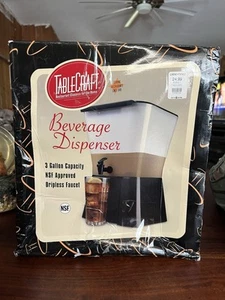 TABLECRAFT
Beverage
Dispenser
3 Gallon Capacity
NSF Approved
Dripless Faucet
NSF